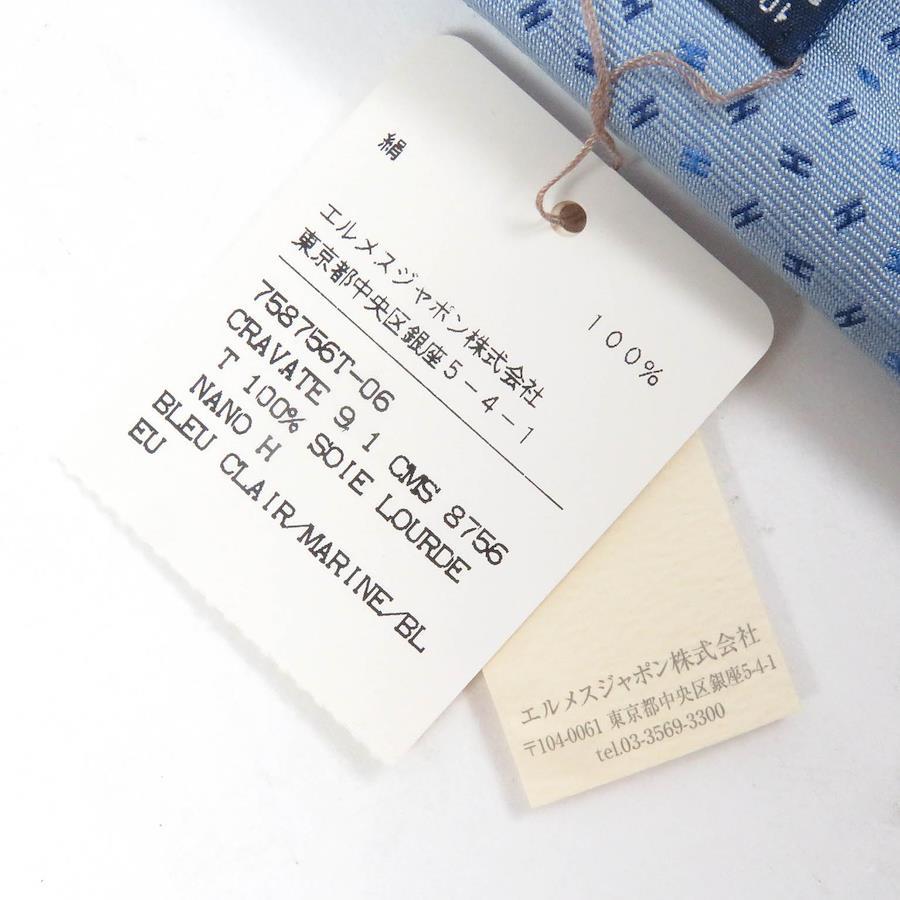 絹 100%
エルメスジャポン株式会社
東京都中央区銀座5-4-1
758756T-06
CRAVATE 9,1 CMS 8756
T 100% SOIE LOURDE
NANO H
BLEU CLAIR/MARINE/BL
EU
エルメスジャポン株式会社
〒104-0061 東京都中央区銀座5-4-1
tel.03-3569-3300